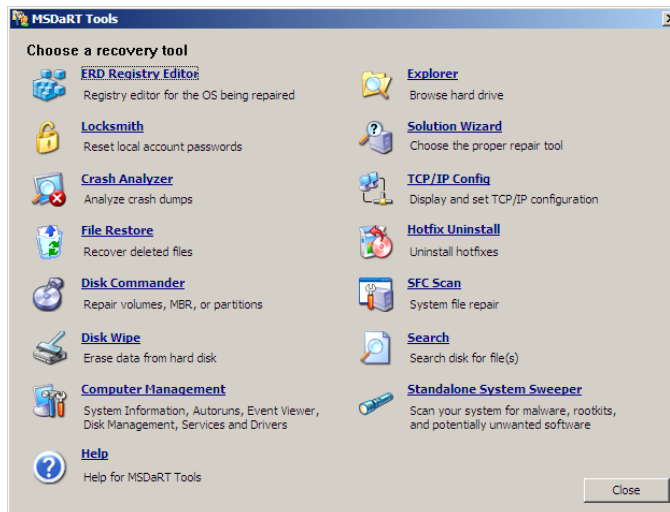 MSDaRT Tools
Choose a recovery tool
ERD Registry Editor
Registry editor for the OS being repaired
Locksmith
Reset local account passwords
Crash Analyzer
Analyze crash dumps
File Restore
Recover deleted files
Disk Commander
Repair volumes, MBR, or partitions
Disk Wipe
Erase data from hard disk
Computer Management
System Information, Autoruns, Event Viewer,
Disk Management, Services and Drivers
Help
Help for MSDaRT Tools
Explorer
Browse hard drive
Solution Wizard
Choose the proper repair tool
TCP/IP Config
Display and set TCP/IP configuration
Hotfix Uninstall
Uninstall hotfixes
SFC Scan
System file repair
Search
Search disk for file(s)
Standalone System Sweeper
Scan your system for malware, rootkits,
and potentially unwanted software
Close